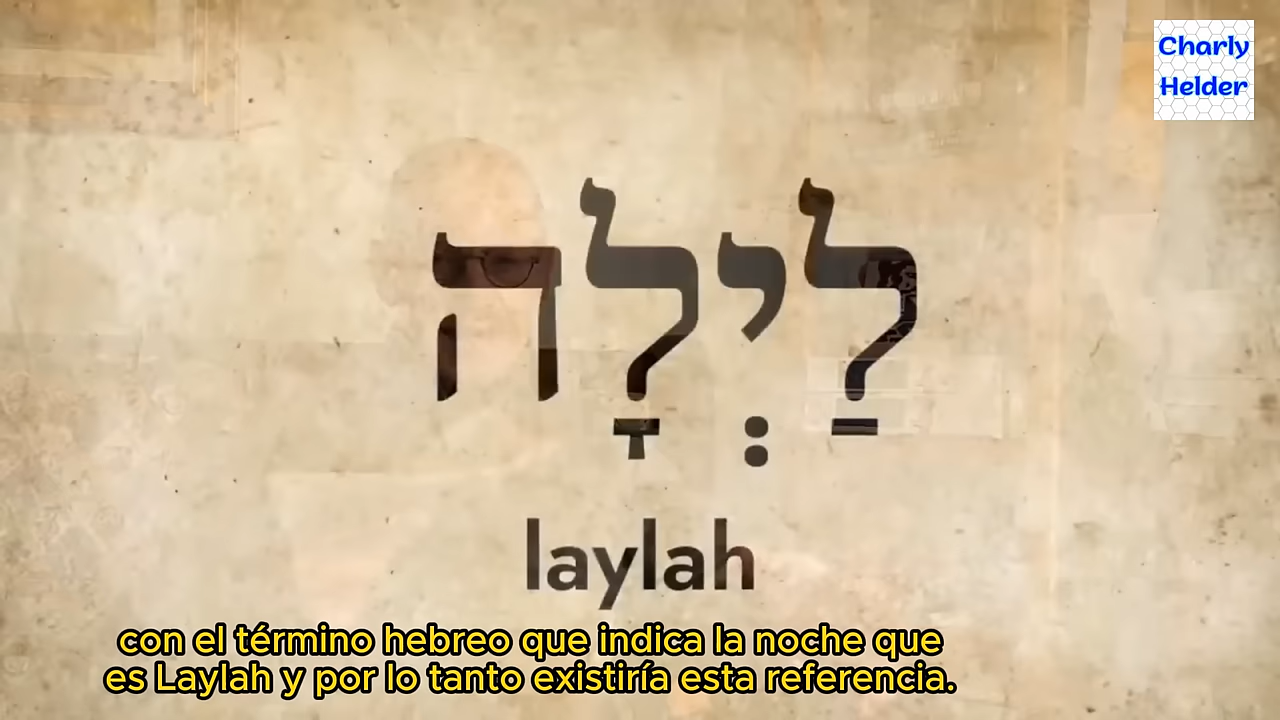 Charly
Helder
לַיְלָה
laylah
con el término hebreo que indica la noche que
es Laylah y por lo tanto existiría esta referencia.